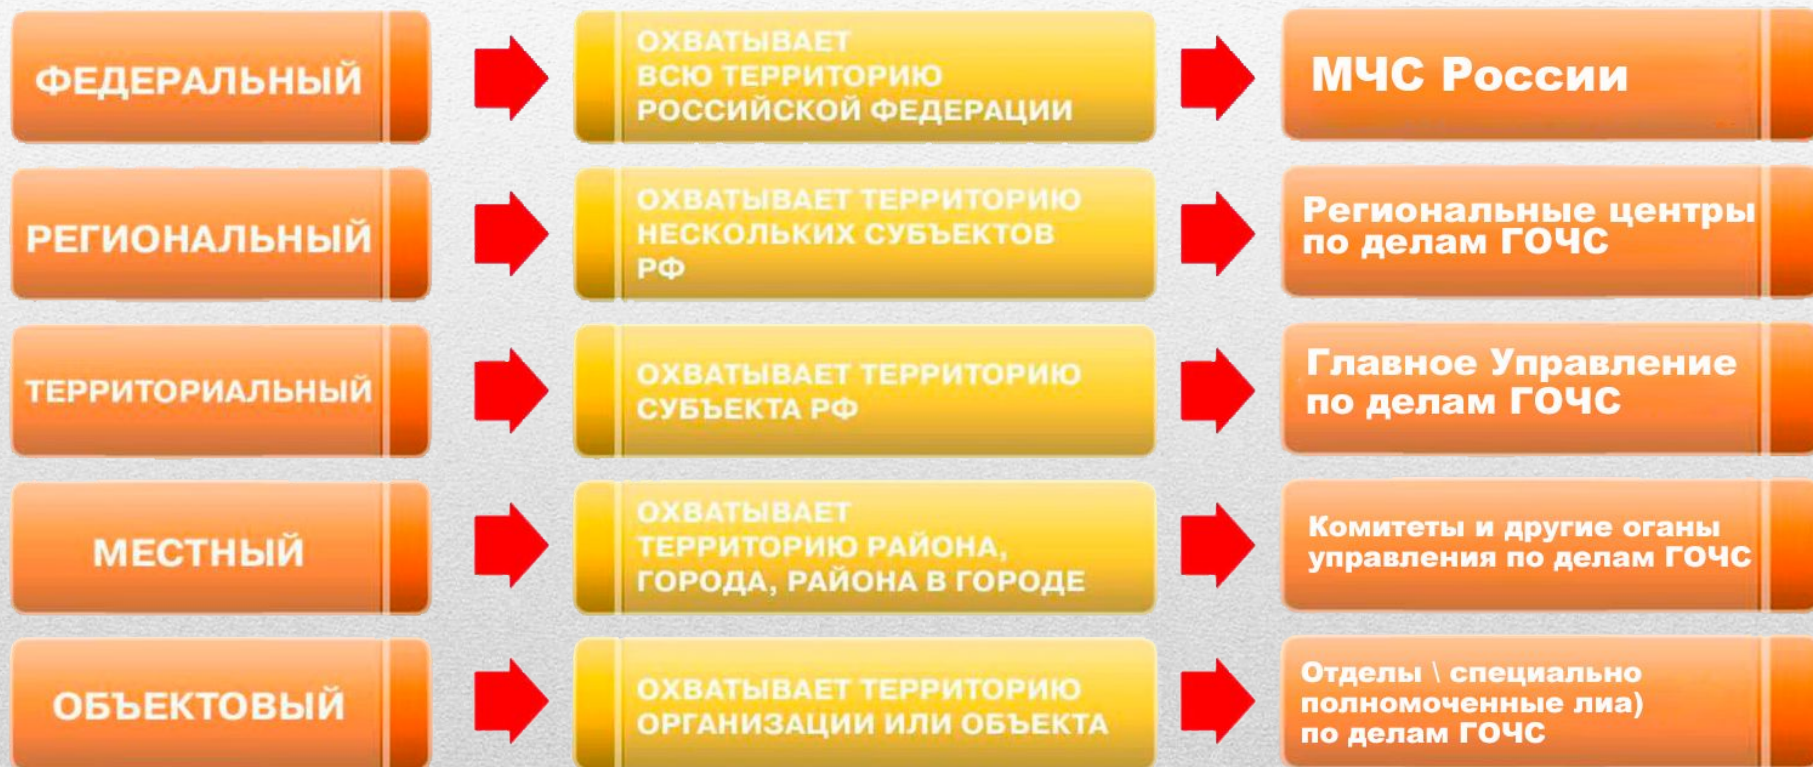 ФЕДЕРАЛЬНЫЙ
ОХВАТЫВАЕТ
ВСЮ ТЕРРИТОРИЮ
РОССИЙСКОЙ ФЕДЕРАЦИИ
МЧС России
РЕГИОНАЛЬНЫЙ
ОХВАТЫВАЕТ ТЕРРИТОРИЮ
НЕСКОЛЬКИХ СУБЪЕКТОВ
РФ
Региональные центры
по делам ГОЧС
ТЕРРИТОРИАЛЬНЫЙ
ОХВАТЫВАЕТ ТЕРРИТОРИЮ
СУБЪЕКТА РФ
Главное Управление
по делам ГОЧС
МЕСТНЫЙ
ОХВАТЫВАЕТ
ТЕРРИТОРИЮ РАЙОНА,
ГОРОДА, РАЙОНА В ГОРОДЕ
Комитеты и другие оганы
управления по делам ГОЧС
ОБЪЕКТОВЫЙ
ОХВАТЫВАЕТ ТЕРРИТОРИЮ
ОРГАНИЗАЦИИ ИЛИ ОБЪЕКТА
Отделы \ специально
полномоченные лиа)
по делам ГОЧС